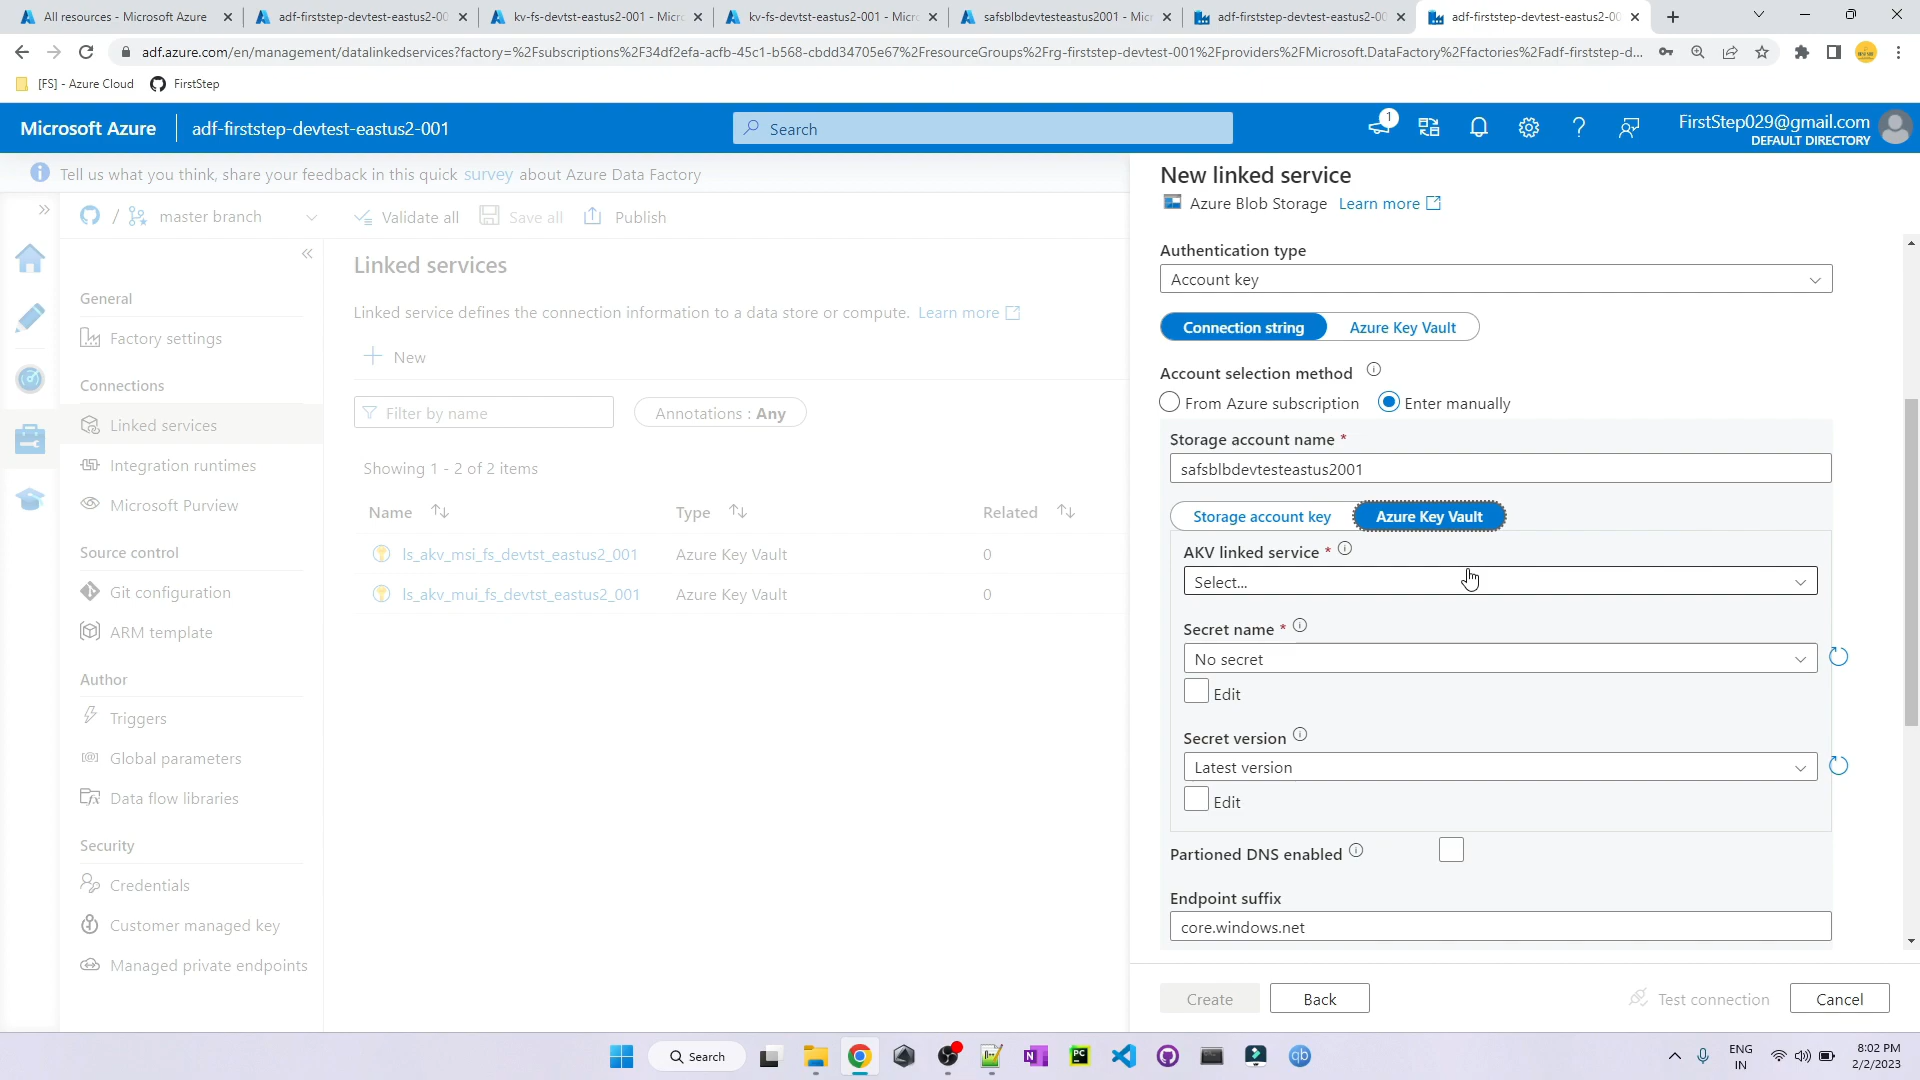 All resources - Microsoft Azure
adf-firststep-devtest-eastus2-00
kv-fs-devtst-eastus2-001 - Micr
kv-fs-devtst-eastus2-001 - Micr
safsblbdevtesteastus2001 - Micr
adf-firststep-devtest-eastus2-00
adf-firststep-devtest-eastus2-00
adf.azure.com/en/management/datalinkedservices?factory=%2Fsubscriptions%2F34df2efa-acfb-45c1-b568-cbdd34705e67%2FresourceGroups%2Frg-firststep-devtest-001%2Fproviders%2FMicrosoft.DataFactory%2Ffactories%2Fadf-firststep-d...
[FS] - Azure Cloud
FirstStep
Microsoft Azure
adf-firststep-devtest-eastus2-001
Search
1
FirstStep029@gmail.com
DEFAULT DIRECTORY
Tell us what you think, share your feedback in this quick survey about Azure Data Factory
/ master branch
Validate all
Save all
Publish
General
Factory settings
Connections
Linked services
Integration runtimes
Microsoft Purview
Source control
Git configuration
ARM template
Author
Triggers
Global parameters
Data flow libraries
Security
Credentials
Customer managed key
Managed private endpoints
Linked services
Linked service defines the connection information to a data store or compute. Learn more
New
Filter by name
Annotations : Any
Showing 1 - 2 of 2 items
Name Type Related
ls_akv_msi_fs_devtst_eastus2_001 Azure Key Vault 0
ls_akv_mui_fs_devtst_eastus2_001 Azure Key Vault 0
New linked service
Azure Blob Storage Learn more
Authentication type
Account key
Connection string
Azure Key Vault
Account selection method
From Azure subscription
Enter manually
Storage account name *
safsblbdevtesteastus2001
Storage account key
Azure Key Vault
AKV linked service *
Select...
Secret name *
No secret
Edit
Secret version
Latest version
Edit
Partioned DNS enabled
Endpoint suffix
core.windows.net
Create
Back
Test connection
Cancel
Search
PC
qb
ENG
IN
8:02 PM
2/2/2023